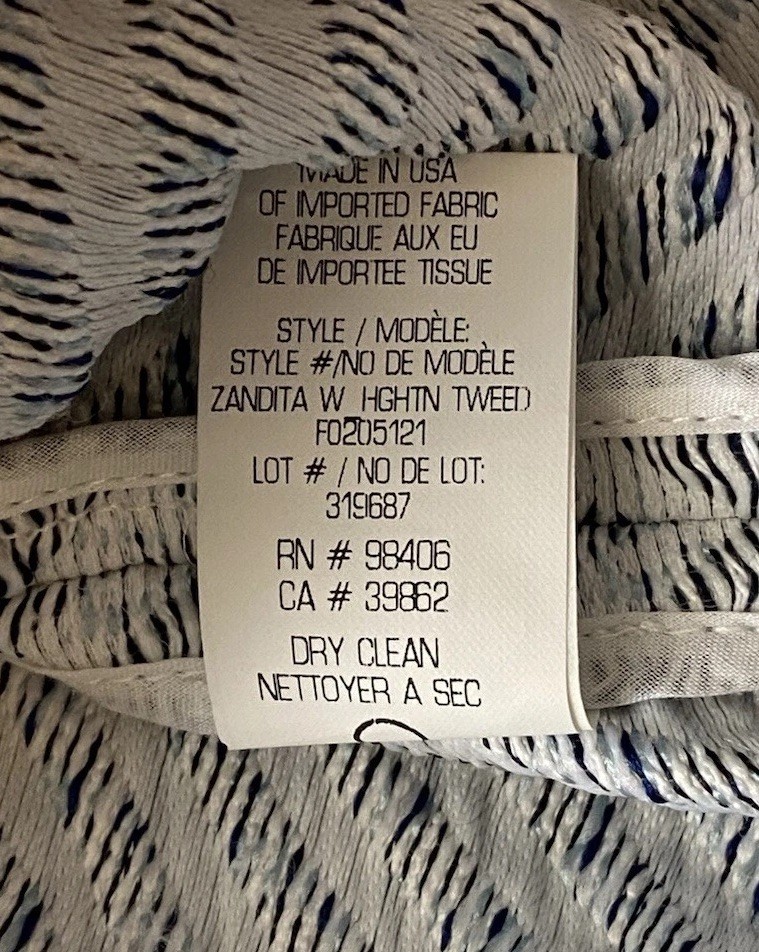 MADE IN USA
OF IMPORTED FABRIC
FABRIQUE AUX EU
DE IMPORTEE TISSUE
STYLE / MODÈLE:
STYLE #/NO DE MODÈLE
ZANDITA W_HGHTN TWEED
F0205121
LOT # / NO DE LOT:
319687
RN # 98406
CA # 39862
DRY CLEAN
NETTOYER A SEC